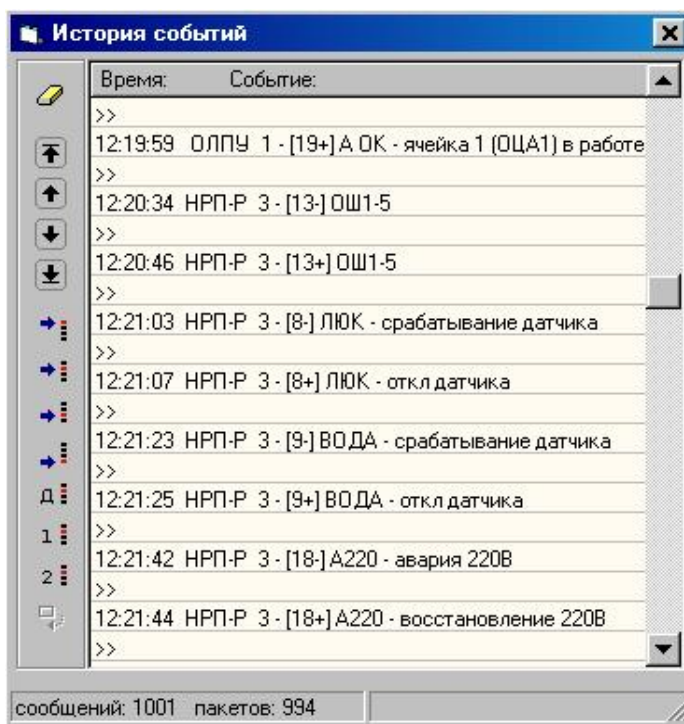 История событий
Время: Событие:
>>
12:19:59 ОЛПУ 1 - [19+] А ОК - ячейка 1 (ОЦА1) в работе
>>
12:20:34 НРП-Р 3 - [13-] ОШ1-5
>>
12:20:46 НРП-Р 3 - [13+] ОШ1-5
>>
12:21:03 НРП-Р 3 - [8-] ЛЮК - срабатывание датчика
>>
12:21:07 НРП-Р 3 - [8+] ЛЮК - откл датчика
>>
12:21:23 НРП-Р 3 - [9-] ВОДА - срабатывание датчика
>>
12:21:25 НРП-Р 3 - [9+] ВОДА - откл датчика
>>
12:21:42 НРП-Р 3 - [18-] А220 - авария 220В
>>
12:21:44 НРП-Р 3 - [18+] А220 - восстановление 220В
>>
Д
1
2
сообщений: 1001 пакетов: 994